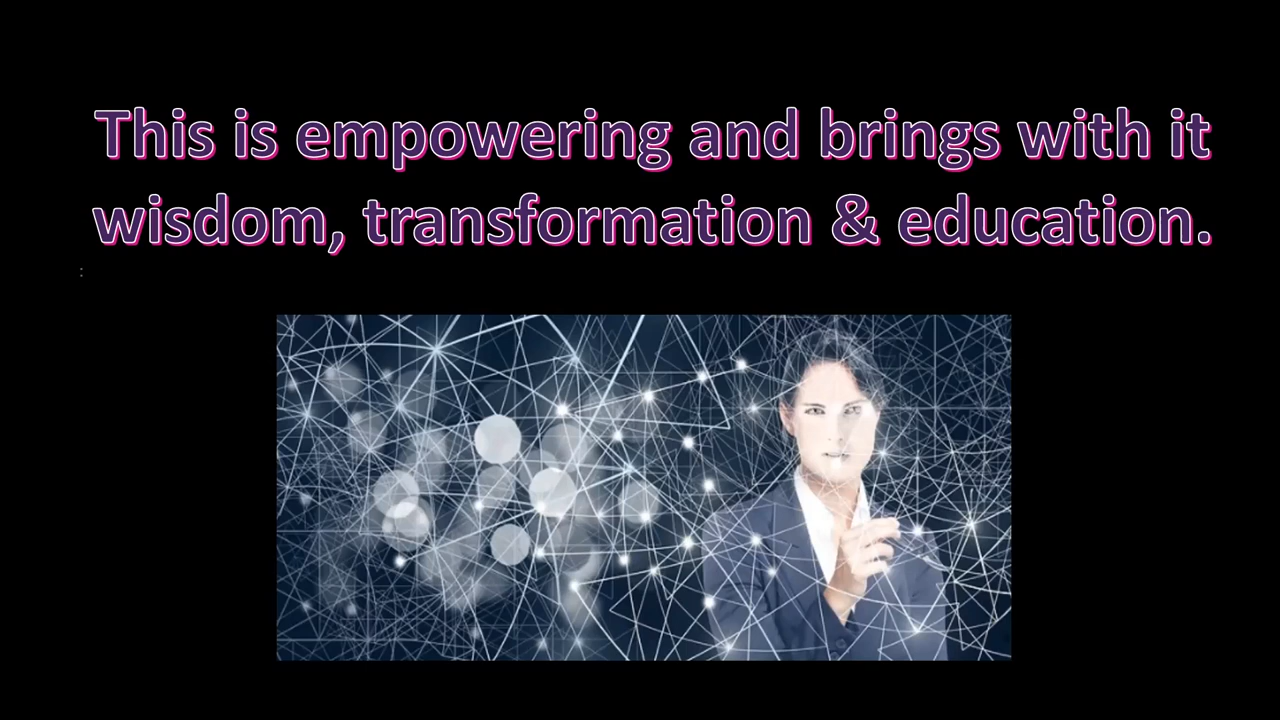 This is empowering and brings with it
wisdom, transformation & education.
: